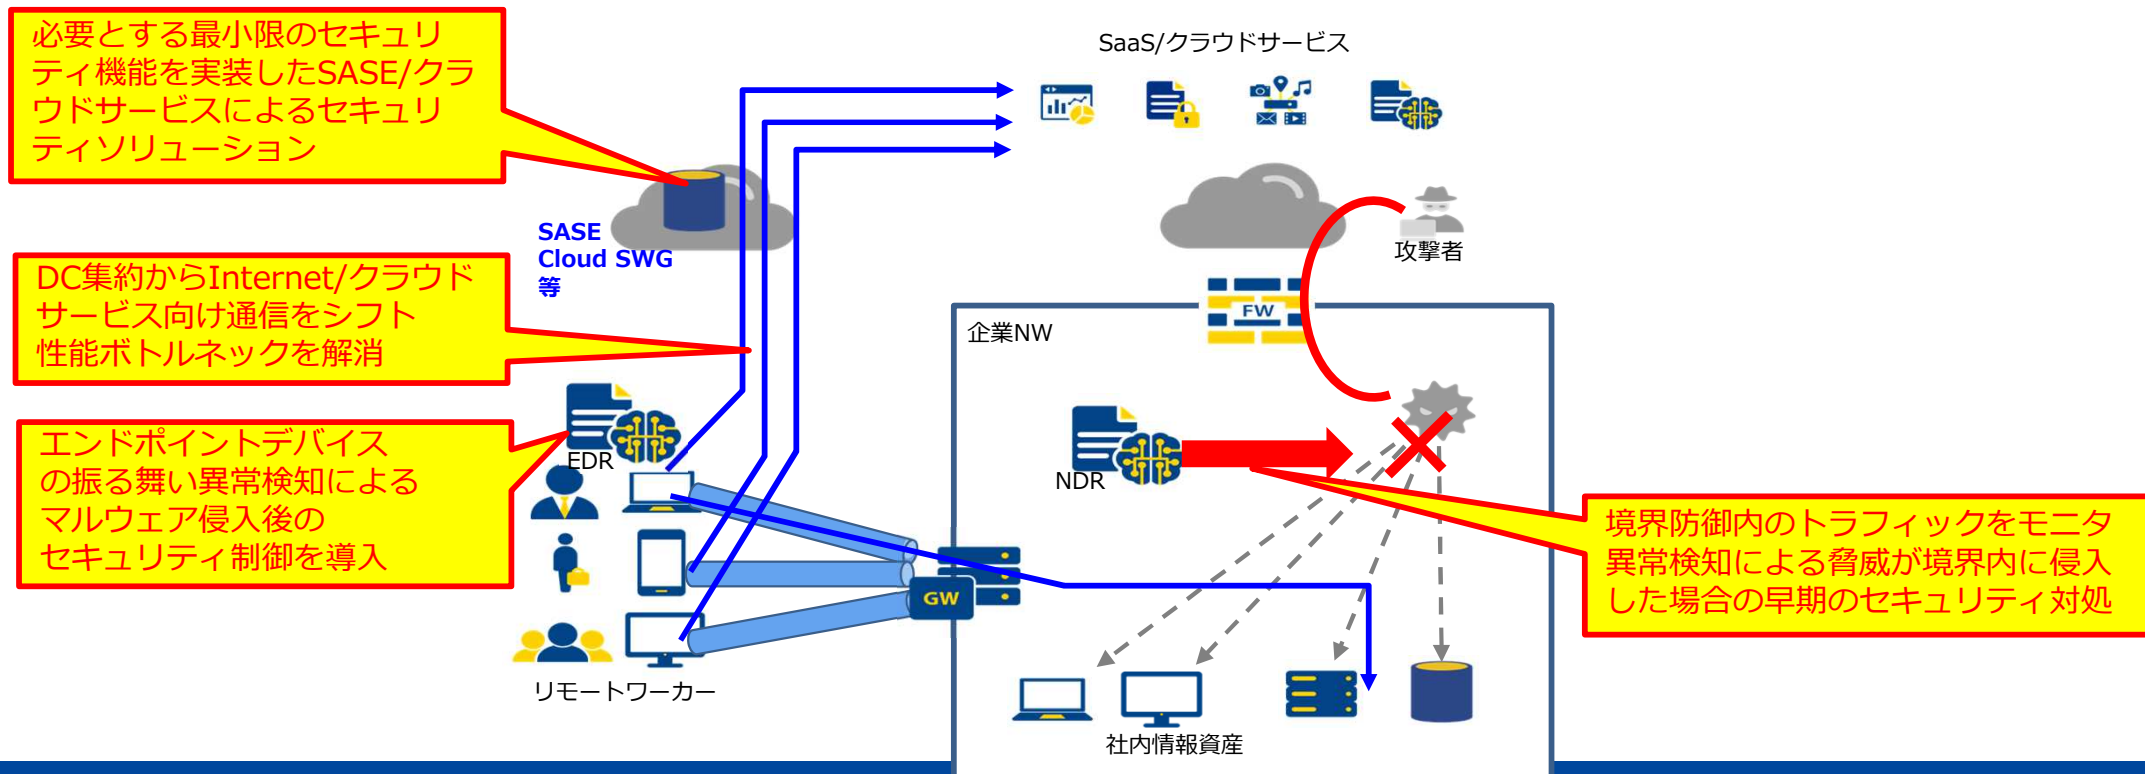 必要とする最小限のセキュリ
ティ機能を実装したSASE/クラ
ウドサービスによるセキュリ
ティソリューション
SaaS/クラウドサービス
SASE
Cloud SWG
等
攻撃者
DC集約からInternet/クラウド
サービス向け通信をシフト
性能ボトルネックを解消
FW
企業NW
エンドポイントデバイス
の振る舞い異常検知による
マルウェア侵入後の
セキュリティ制御を導入
EDR
NDR
境界防御内のトラフィックをモニタ
異常検知による脅威が境界内に侵入
した場合の早期のセキュリティ対処
GW
リモートワーカー
社内情報資産